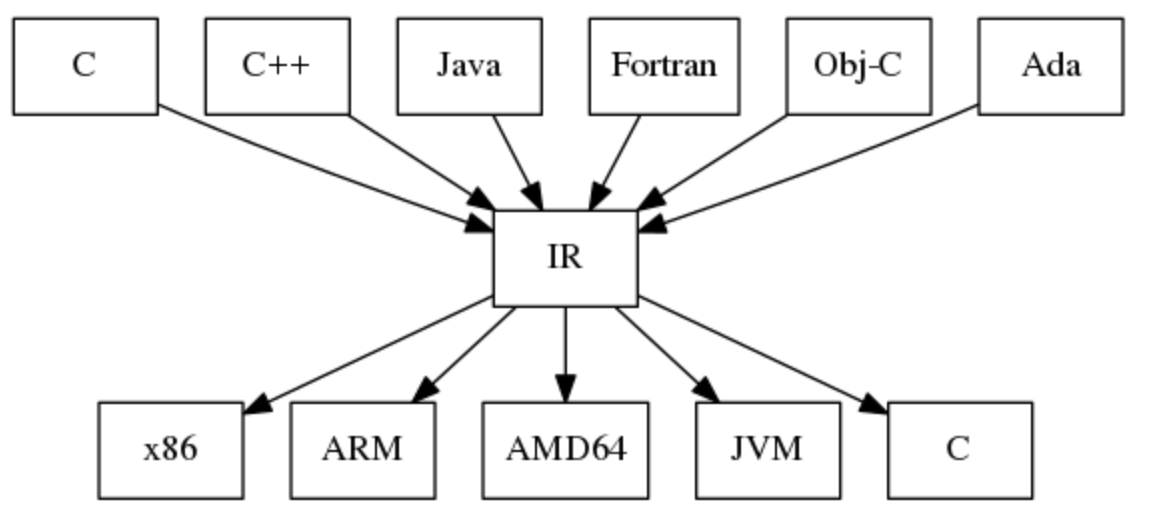 C
C++
Java
Fortran
Obj-C
Ada
IR
x86
ARM
AMD64
JVM
C